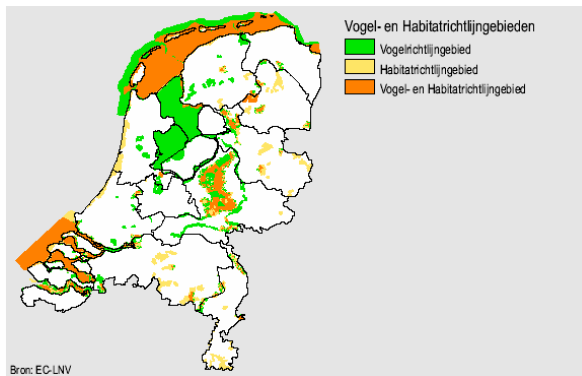 Vogel- en Habitatrichtlijngebieden
Vogelrichtlijngebied
Habitatrichtlijngebied
Vogel- en Habitatrichtlijngebied
Bron: EC-LNV